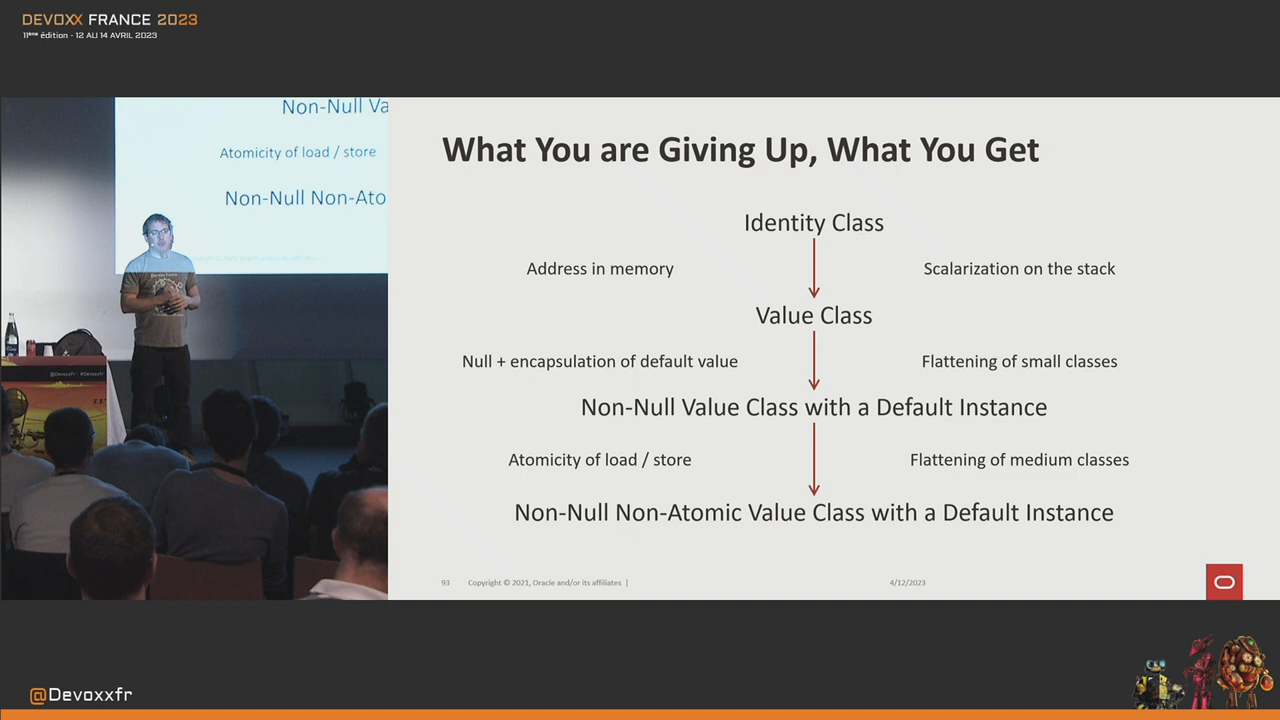 DEVOXX FRANCE 2023
11ème édition - 12 AU 14 AVRIL 2023
Non-Null Va
Atomicity of load / store
Non-Null Non-Ato
@Devoxxfr - #Devoxxfr
What You are Giving Up, What You Get
Identity Class
Address in memory
Scalarization on the stack
Value Class
Null + encapsulation of default value
Flattening of small classes
Non-Null Value Class with a Default Instance
Atomicity of load / store
Flattening of medium classes
Non-Null Non-Atomic Value Class with a Default Instance
93 Copyright © 2021, Oracle and/or its affiliates |
4/12/2023
@Devoxxfr